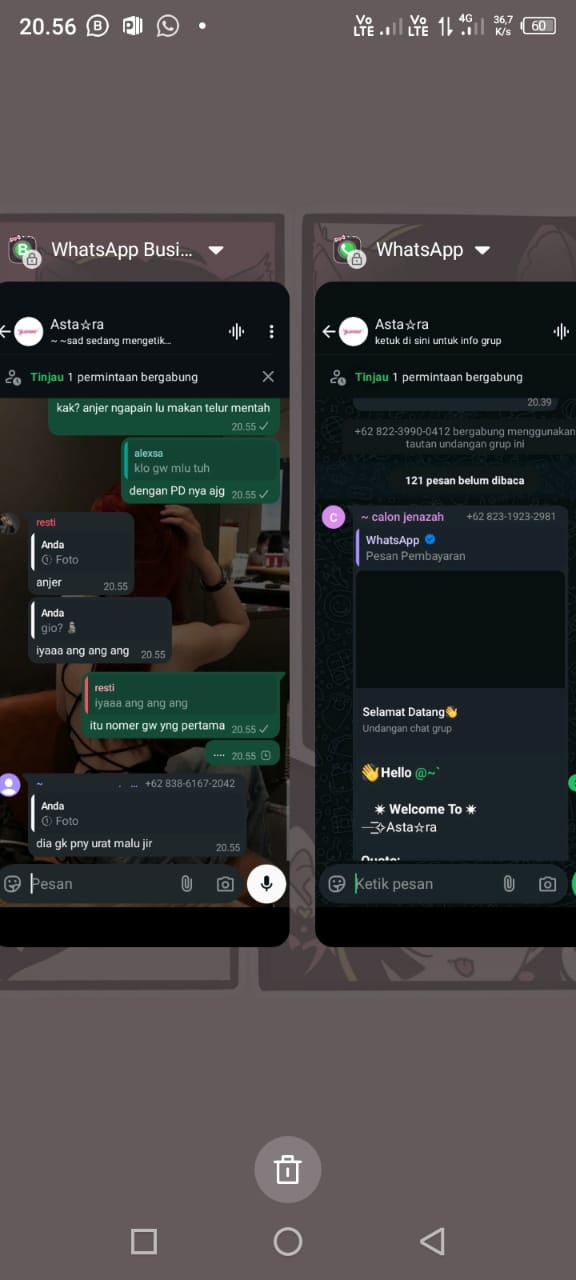 20.56
Vo LTE
Vo LTE
4G
36,7 K/s
60
WhatsApp Busi...
Asta☆ra
~ ~sad sedang mengetik...
Tinjau 1 permintaan bergabung
kak? anjer ngapain lu makan telur mentah
20.55
alexsa
klo gw mlu tuh
dengan PD nya ajg 20.55
resti
Anda
Foto
anjer
20.55
Anda
gio? 🗿
iyaaa ang ang ang 20.55
resti
iyaaa ang ang ang
itu nomer gw yng pertama 20.55
.... 20.55
~ . ... +62 838-6167-2042
Anda
Foto
dia gk pny urat malu jir
20.55
Pesan
WhatsApp
Asta☆ra
ketuk di sini untuk info grup
Tinjau 1 permintaan bergabung
20.39
+62 822-3990-0412 bergabung menggunakan
tautan undangan grup ini
121 pesan belum dibaca
C
~ calon jenazah +62 823-1923-2981
WhatsApp
Pesan Pembayaran
Selamat Datang👋
Undangan chat grup
👋Hello @~`
✷ Welcome To ✷
Asta☆ra
Quote:
Ketik pesan